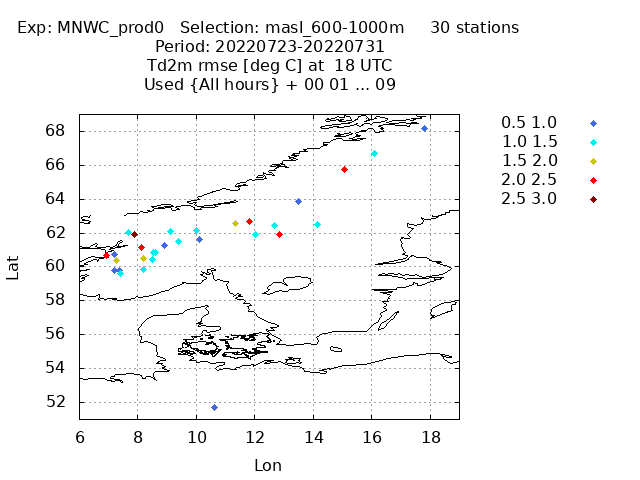 Exp: MNWC_prod0   Selection: masl_600-1000m     30 stations
Period: 20220723-20220731
Td2m rmse [deg C] at  18 UTC
Used {All hours} + 00 01 ... 09
0.5 1.0
1.0 1.5
1.5 2.0
2.0 2.5
2.5 3.0
68
66
64
62
60
58
56
54
52
Lat
6 8 10 12 14 16 18
Lon